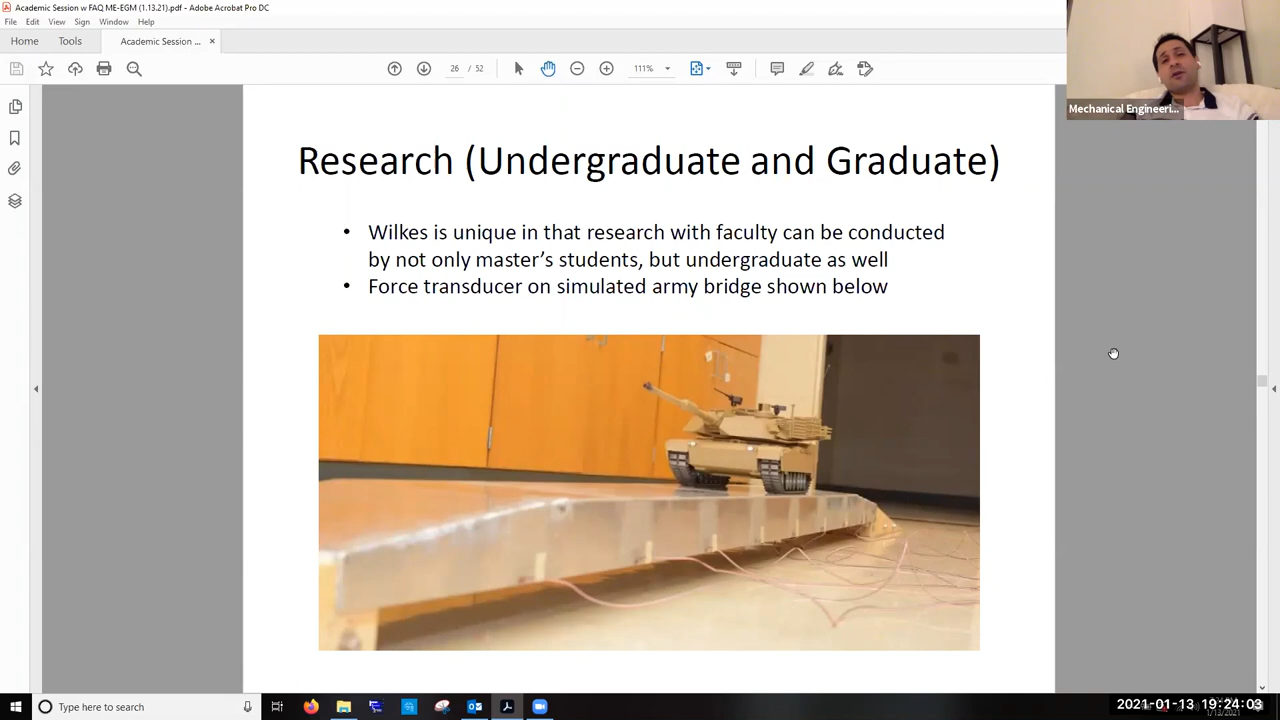 Academic Session w FAQ ME-EGM (1.13.21).pdf - Adobe Acrobat Pro DC
File Edit View Sign Window Help
Home Tools Academic Session ... ×
26 / 52 111%
Mechanical Engineeri...
Research (Undergraduate and Graduate)
• Wilkes is unique in that research with faculty can be conducted
by not only master's students, but undergraduate as well
• Force transducer on simulated army bridge shown below
Type here to search
2021-01-13 19:24:03